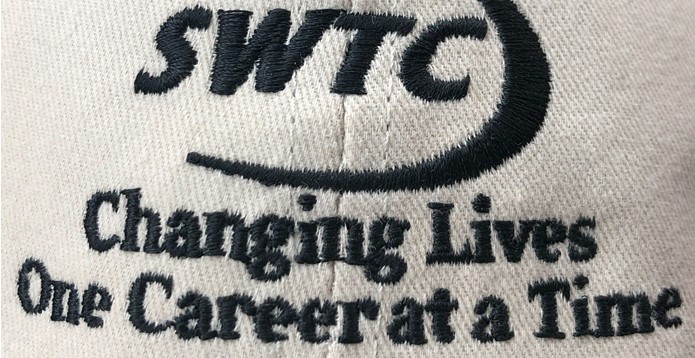 SWTC
Changing Lives
One Career at a Time